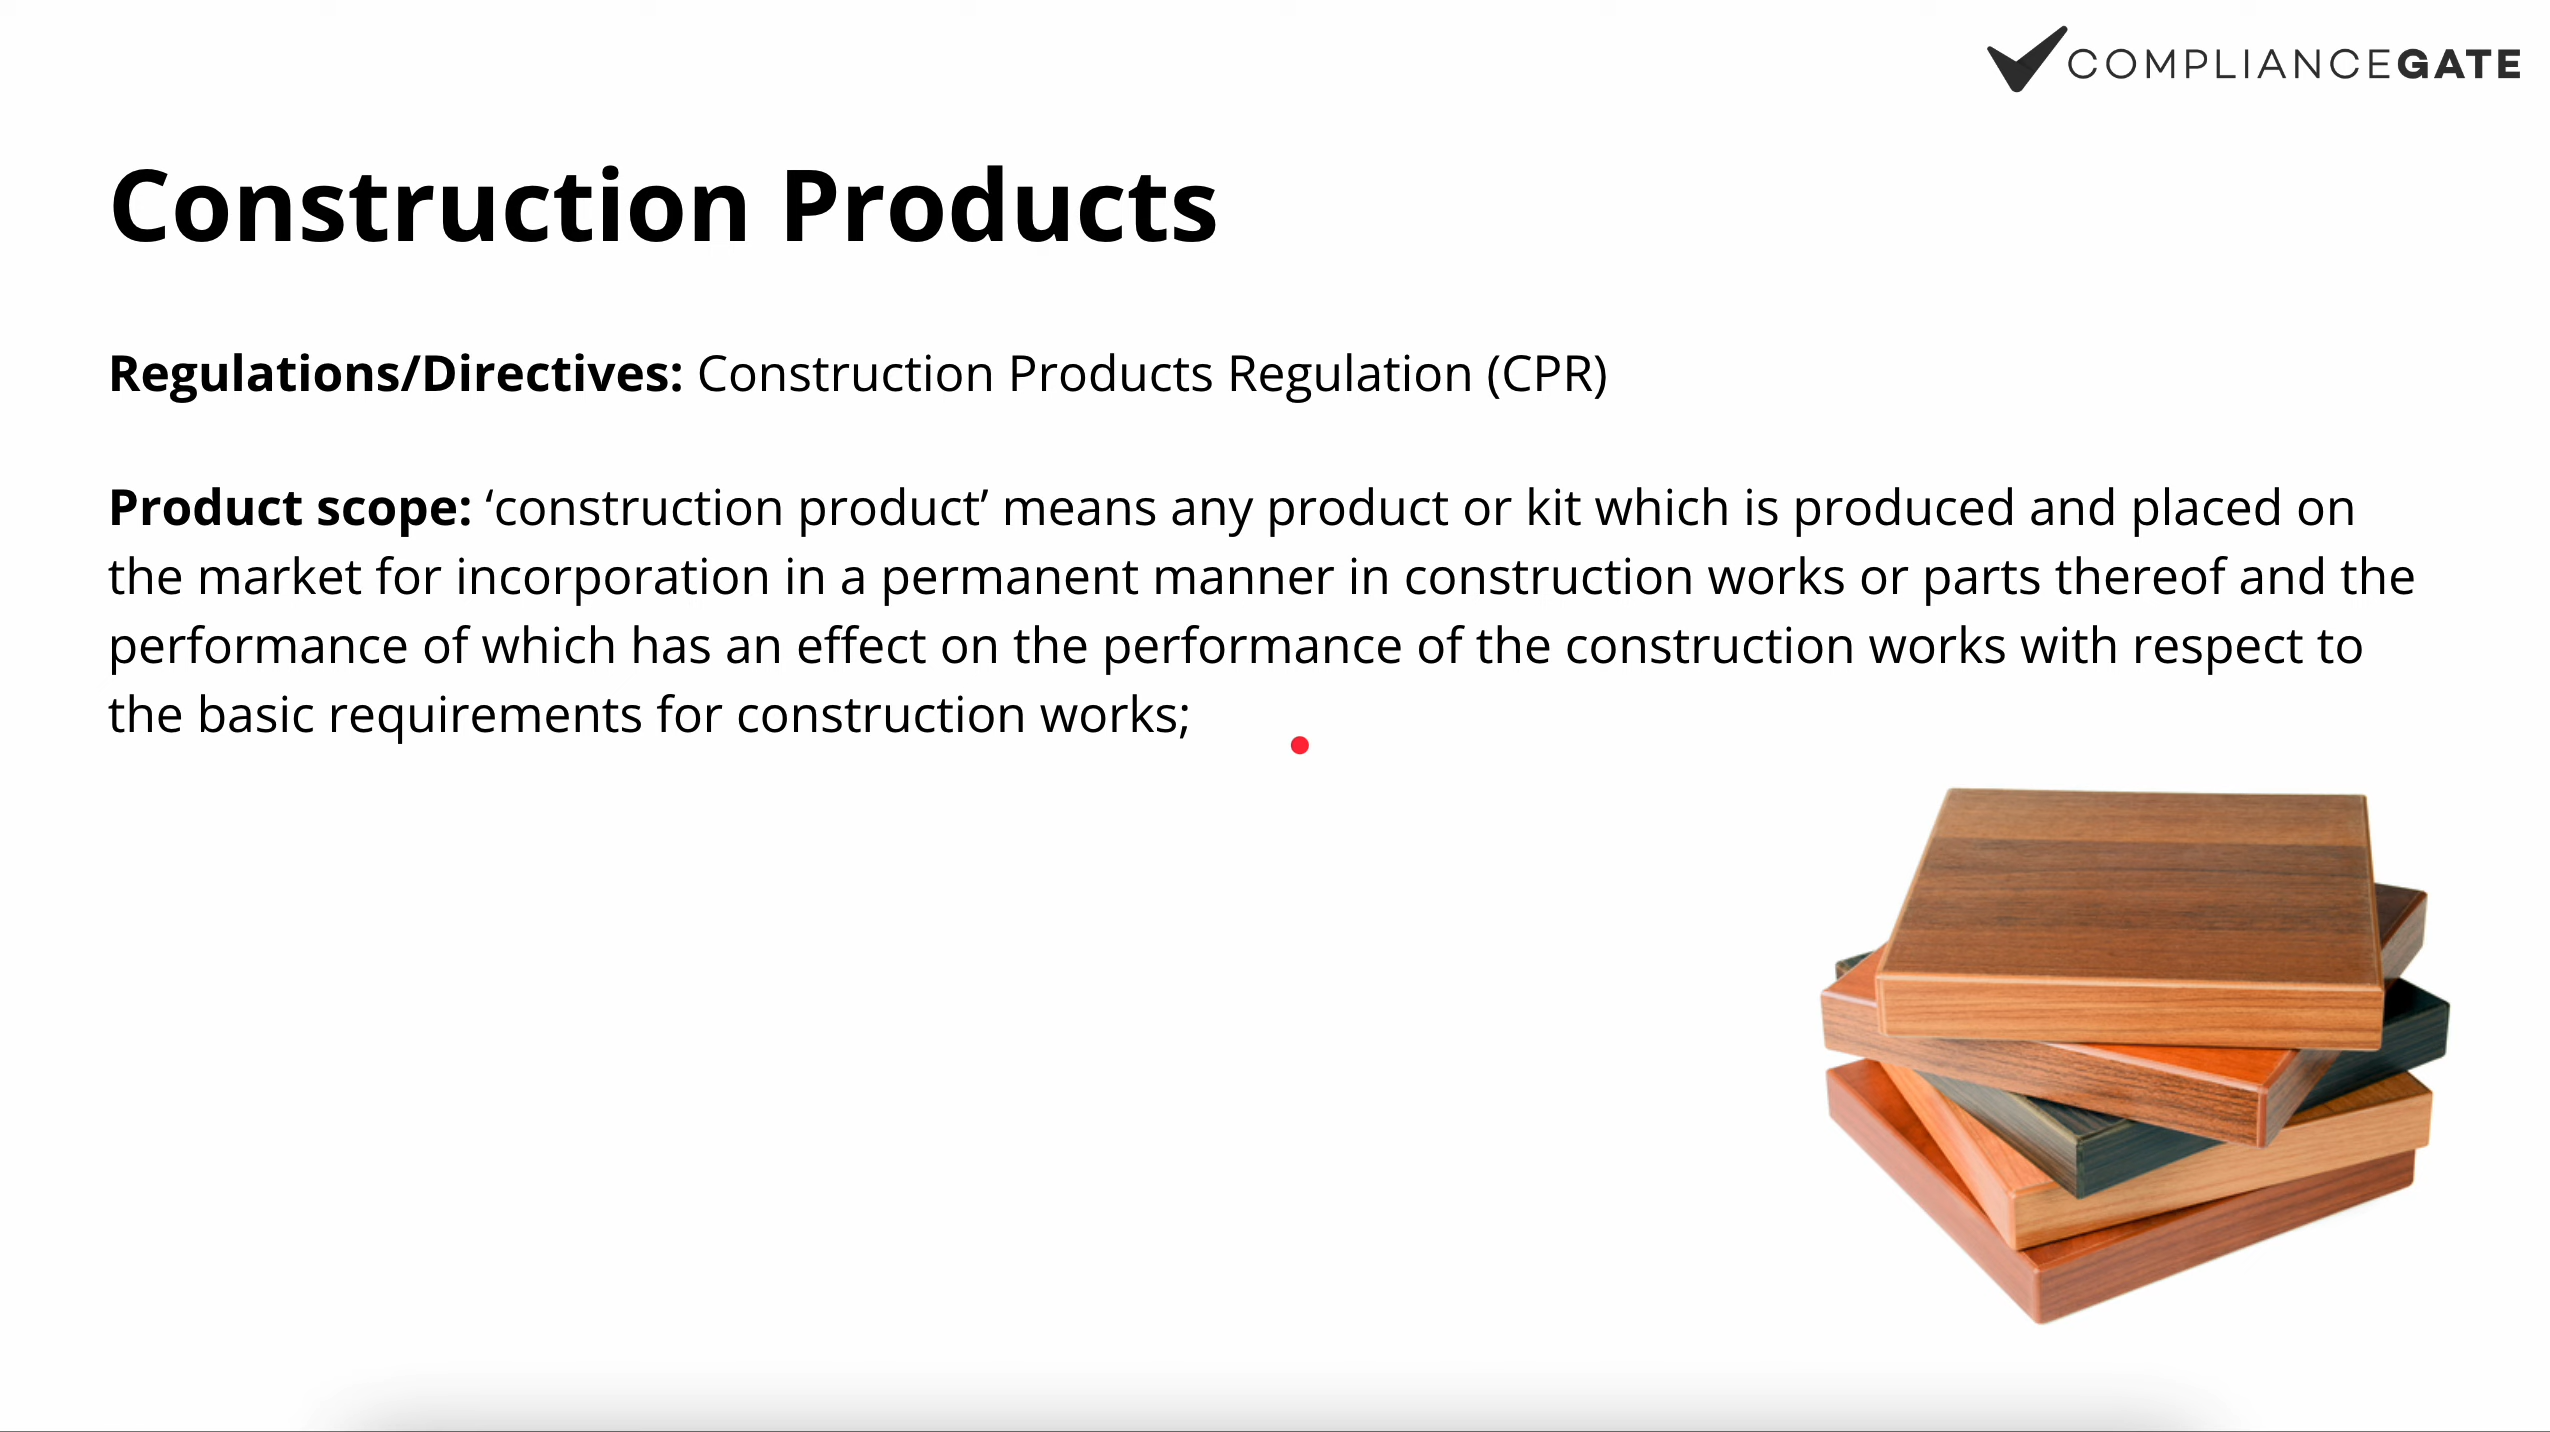 COMPLIANCEGATE
Construction Products
Regulations/Directives: Construction Products Regulation (CPR)
Product scope: ‘construction product’ means any product or kit which is produced and placed on
the market for incorporation in a permanent manner in construction works or parts thereof and the
performance of which has an effect on the performance of the construction works with respect to
the basic requirements for construction works;